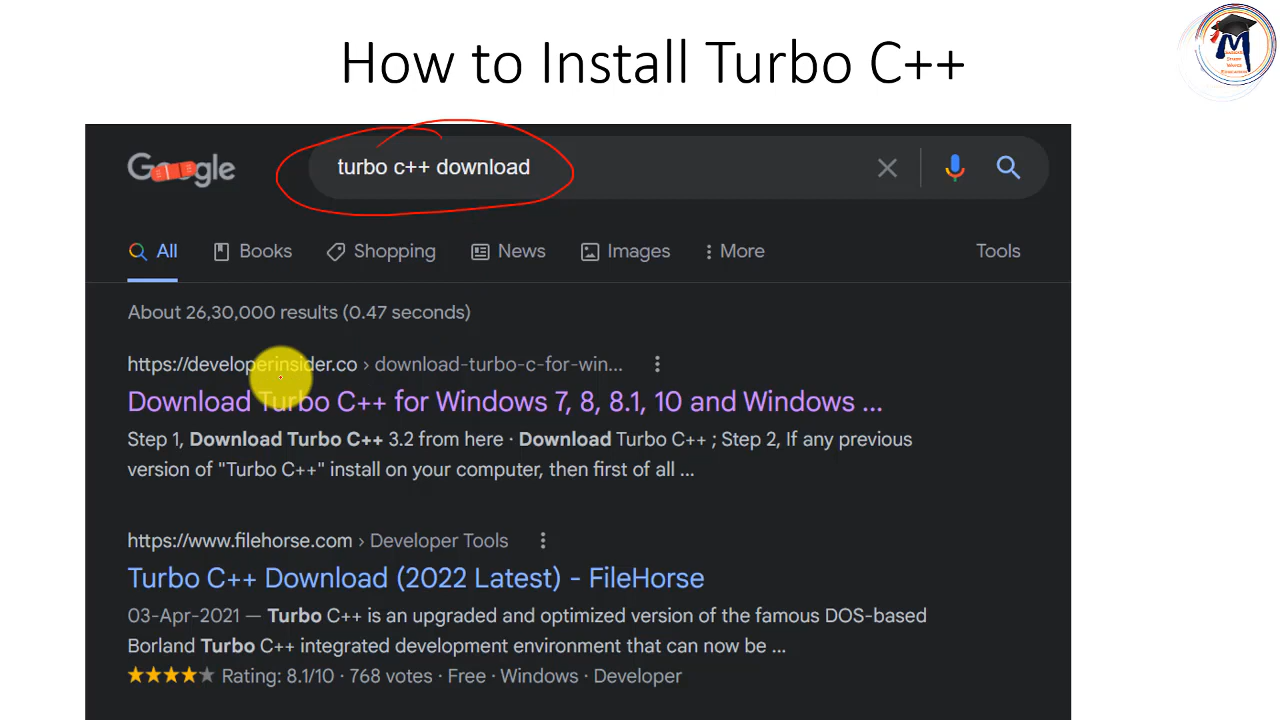 How to Install Turbo C++
Google
turbo c++ download
All Books Shopping News Images More Tools
About 26,30,000 results (0.47 seconds)
https://developerinsider.co › download-turbo-c-for-win...
Download Turbo C++ for Windows 7, 8, 8.1, 10 and Windows ...
Step 1, Download Turbo C++ 3.2 from here · Download Turbo C++ ; Step 2, If any previous
version of "Turbo C++" install on your computer, then first of all ...
https://www.filehorse.com › Developer Tools
Turbo C++ Download (2022 Latest) - FileHorse
03-Apr-2021 — Turbo C++ is an upgraded and optimized version of the famous DOS-based
Borland Turbo C++ integrated development environment that can now be ...
Rating: 8.1/10 · 768 votes · Free · Windows · Developer